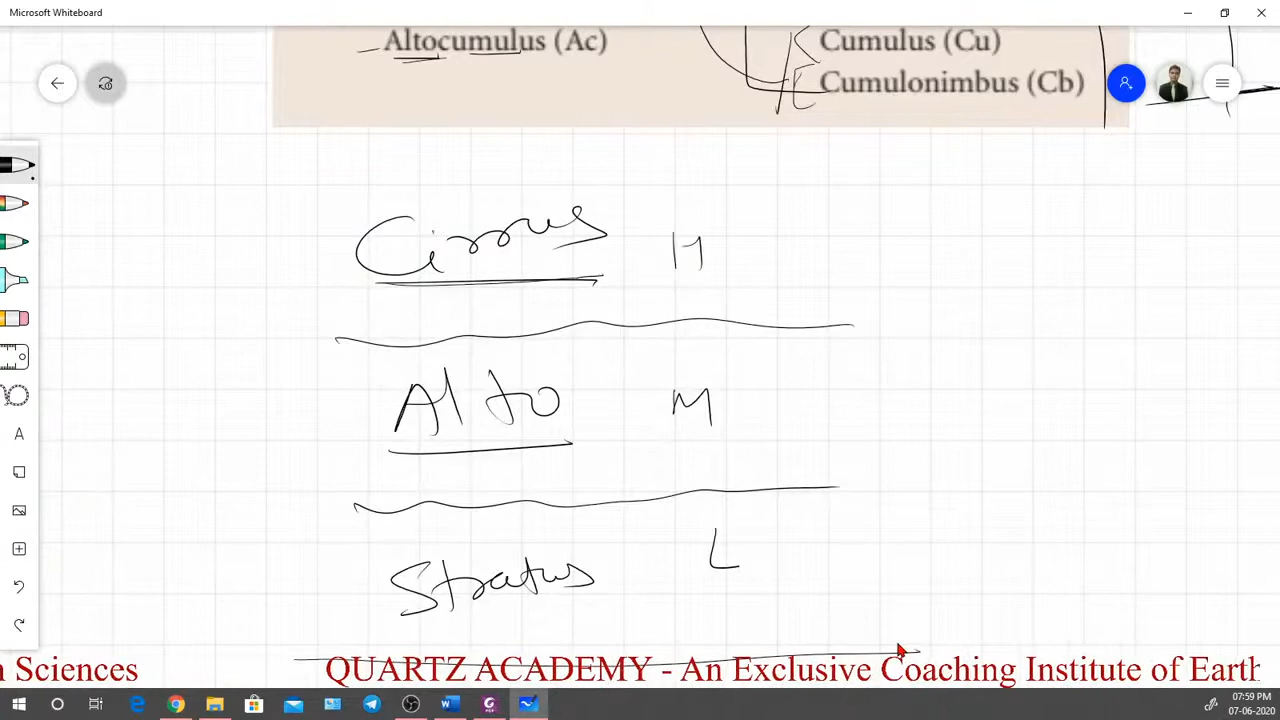 Microsoft Whiteboard
Altocumulus (Ac)
Cumulus (Cu)
Cumulonimbus (Cb)
Cirrus H
Alto M
Stratus L
n Sciences QUARTZ ACADEMY - An Exclusive Coaching Institute of Earth
07:59 PM
07-06-2020